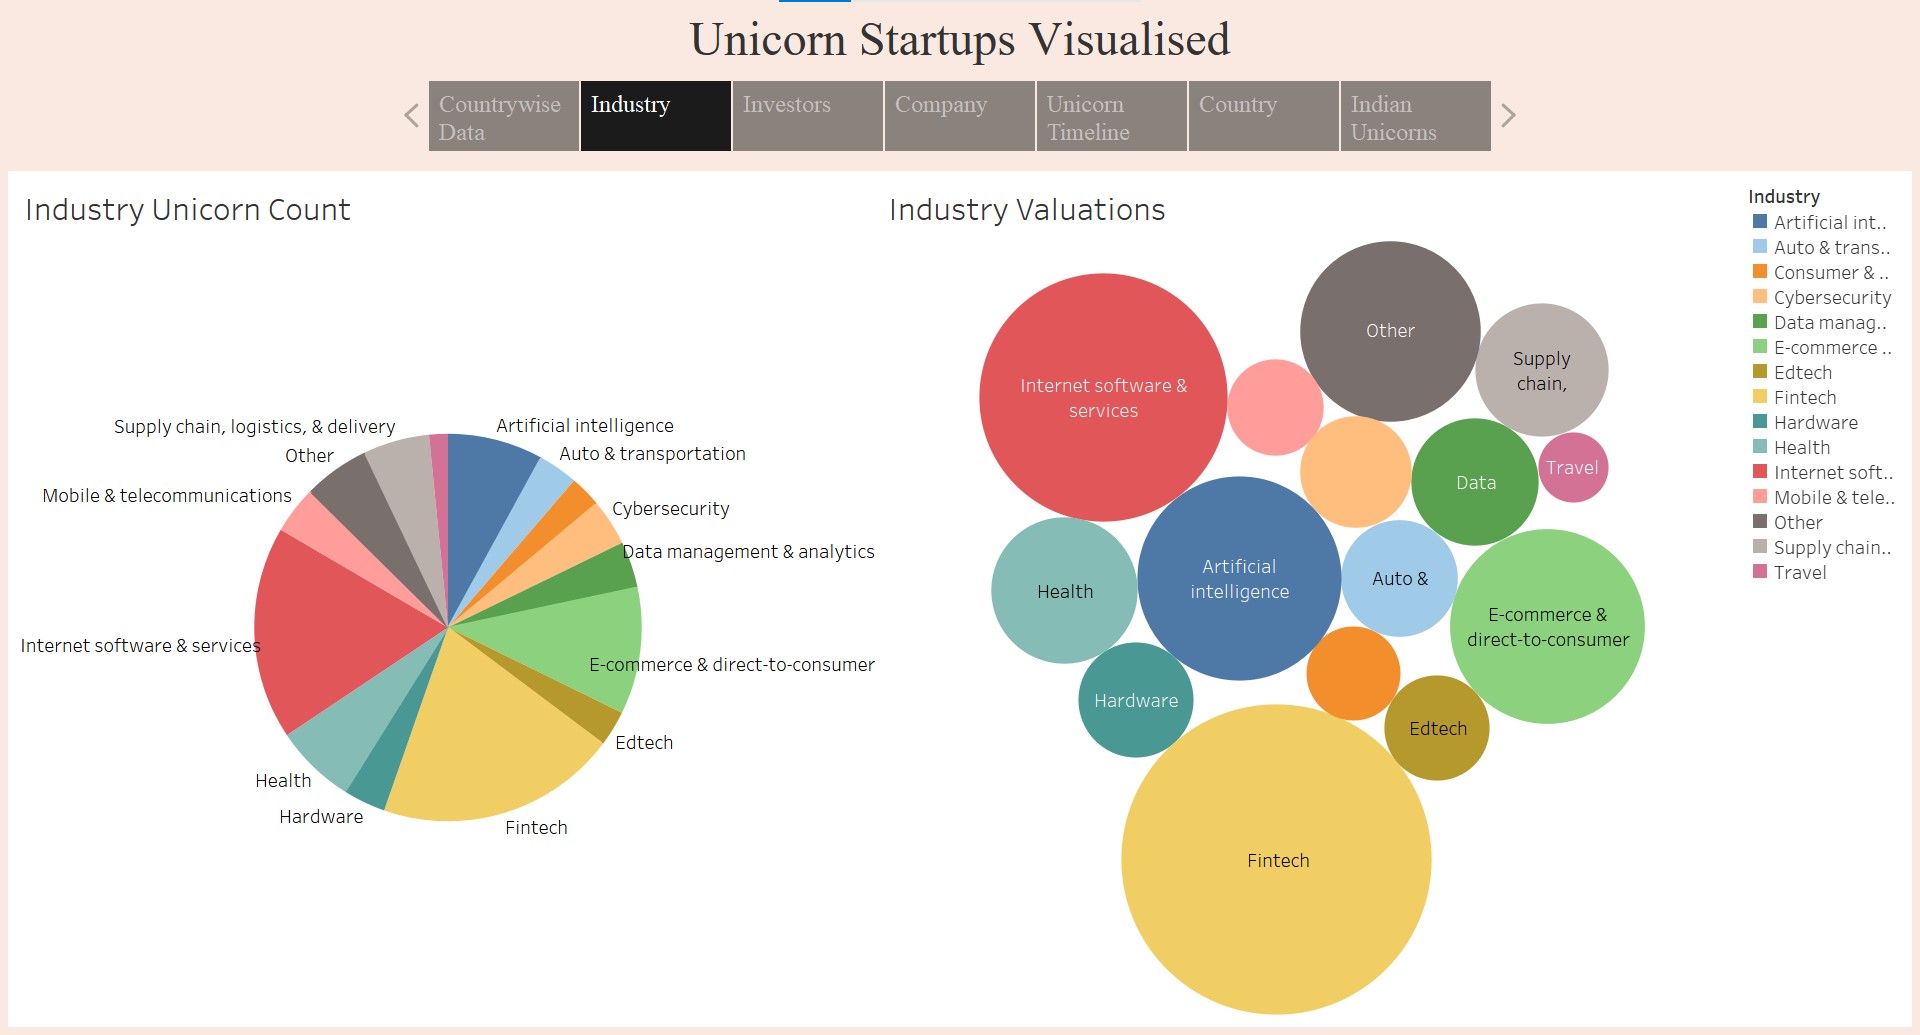 Unicorn Startups Visualised
Countrywise
Data
Industry
Investors
Company
Unicorn
Timeline
Country
Indian
Unicorns
Industry Unicorn Count
Supply chain, logistics, & delivery
Artificial intelligence
Other
Auto & transportation
Mobile & telecommunications
Cybersecurity
Data management & analytics
Internet software & services
E-commerce & direct-to-consumer
Edtech
Health
Hardware
Fintech
Industry Valuations
Other
Supply
chain,
Internet software &
services
Travel
Data
Artificial
intelligence
Auto &
Health
E-commerce &
direct-to-consumer
Hardware
Edtech
Fintech
Industry
Artificial int..
Auto & trans..
Consumer & ..
Cybersecurity
Data manag..
E-commerce ..
Edtech
Fintech
Hardware
Health
Internet soft..
Mobile & tele..
Other
Supply chain..
Travel